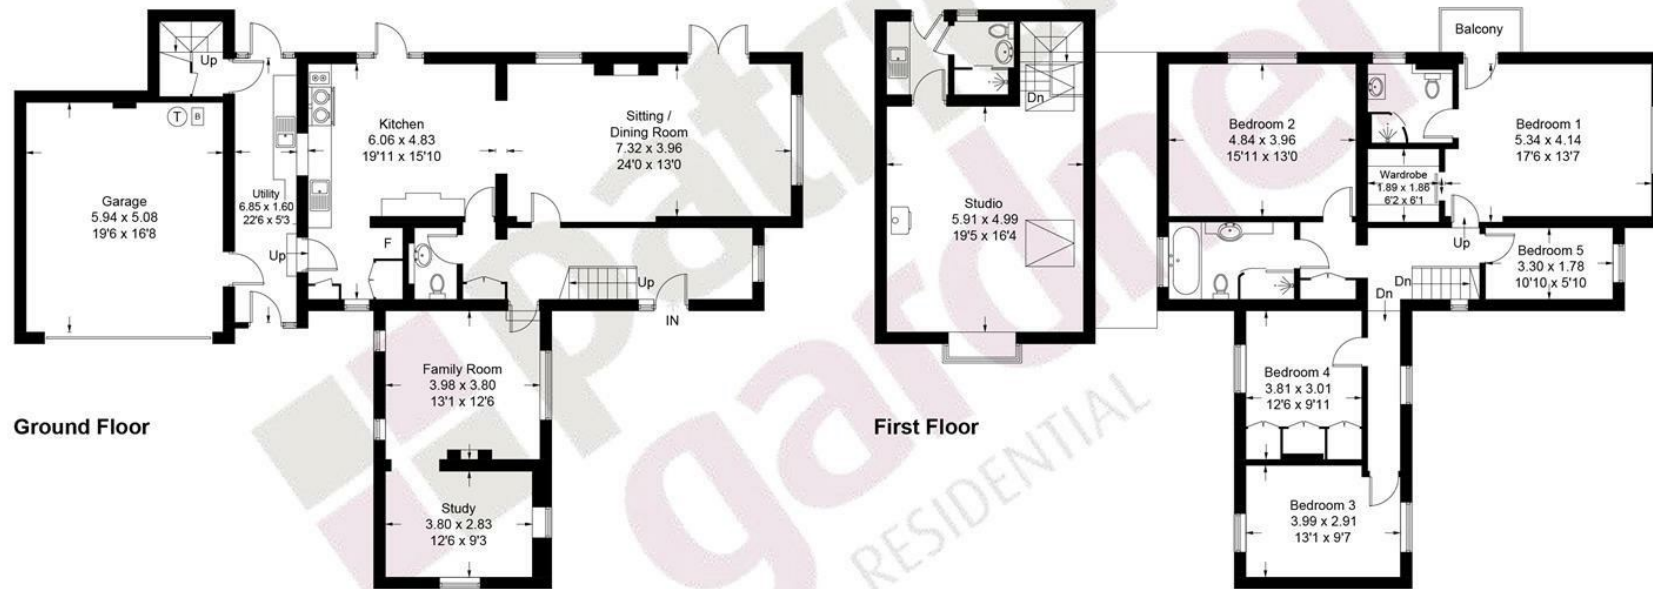 Up
T
B
Garage
5.94 x 5.08
19'6 x 16'8
Utility
6.85 x 1.60
22'6 x 5'3
Up
Kitchen
6.06 x 4.83
19'11 x 15'10
F
Sitting /
Dining Room
7.32 x 3.96
24'0 x 13'0
Up
IN
Family Room
3.98 x 3.80
13'1 x 12'6
Study
3.80 x 2.83
12'6 x 9'3
Ground Floor
Dn
Studio
5.91 x 4.99
19'5 x 16'4
First Floor
Balcony
Bedroom 2
4.84 x 3.96
15'11 x 13'0
Bedroom 1
5.34 x 4.14
17'6 x 13'7
Wardrobe
1.89 x 1.86
6'2 x 6'1
Up
Bedroom 5
3.30 x 1.78
10'10 x 5'10
Dn
Dn
Bedroom 4
3.81 x 3.01
12'6 x 9'11
Bedroom 3
3.99 x 2.91
13'1 x 9'7
gardner
RESIDENTIAL